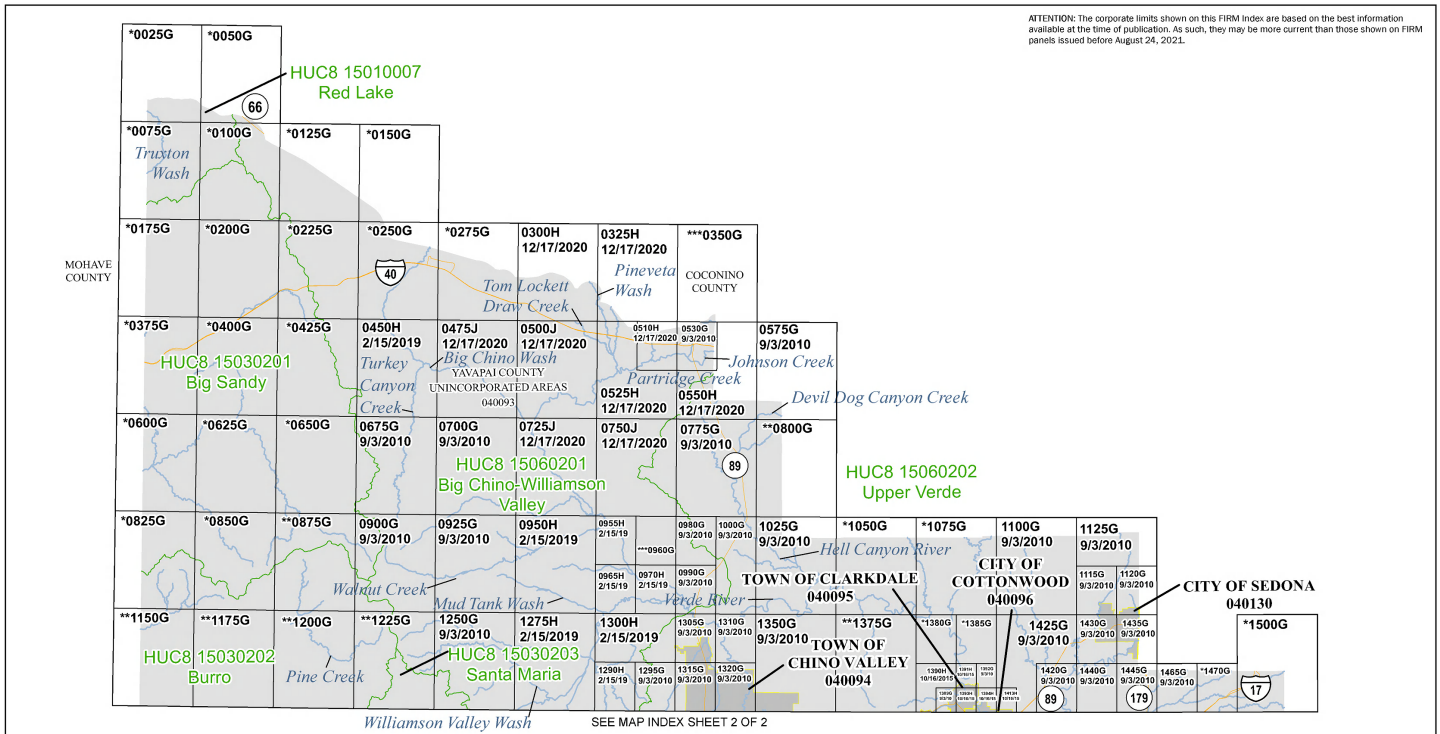 ATTENTION: The corporate limits shown on this FIRM Index are based on the best information
available at the time of publication. As such, they may be more current than those shown on FIRM
panels issued before August 24, 2021.
*0025G
*0050G
HUC8 15010007
Red Lake
66
*0075G
*0100G
*0125G
*0150G
Truxton
Wash
*0175G
*0200G
*0225G
*0250G
*0275G
0300H
12/17/2020
0325H
12/17/2020
***0350G
MOHAVE
COUNTY
40
COCONINO
COUNTY
Pineveta
Wash
Tom Lockett
Draw Creek
*0375G
*0400G
*0425G
0450H
2/15/2019
0475J
12/17/2020
0500J
12/17/2020
0510H
12/17/2020
0530G
9/3/2010
0575G
9/3/2010
HUC8 15030201
Big Sandy
Turkey
Canyon
Creek
Big Chino Wash
YAVAPAI COUNTY
UNINCORPORATED AREAS
040093
Johnson Creek
Partridge Creek
0525H
12/17/2020
0550H
12/17/2020
Devil Dog Canyon Creek
*0600G
*0625G
*0650G
0675G
9/3/2010
0700G
9/3/2010
0725J
12/17/2020
0750J
12/17/2020
0775G
9/3/2010
**0800G
89
HUC8 15060201
Big Chino-Williamson
Valley
HUC8 15060202
Upper Verde
*0825G
*0850G
**0875G
0900G
9/3/2010
0925G
9/3/2010
0950H
2/15/2019
0955H
2/15/19
***0960G
0980G
9/3/2010
1000G
9/3/2010
1025G
9/3/2010
*1050G
*1075G
1100G
9/3/2010
1125G
9/3/2010
Hell Canyon River
0965H
2/15/19
0970H
2/15/19
0990G
9/3/2010
1115G
9/3/2010
1120G
9/3/2010
Walnut Creek
Mud Tank Wash
Verde River
TOWN OF CLARKDALE
040095
CITY OF
COTTONWOOD
040096
CITY OF SEDONA
040130
**1150G
**1175G
**1200G
**1225G
1250G
9/3/2010
1275H
2/15/2019
1300H
2/15/2019
1305G
9/3/2010
1310G
9/3/2010
1350G
9/3/2010
**1375G
*1380G
*1385G
1425G
9/3/2010
1430G
9/3/2010
1435G
9/3/2010
*1500G
HUC8 15030202
Burro
Pine Creek
HUC8 15030203
Santa Maria
TOWN OF
CHINO VALLEY
040094
1290H
2/15/19
1295G
9/3/2010
1315G
9/3/2010
1320G
9/3/2010
1390H
10/16/2015
1420G
9/3/2010
1440G
9/3/2010
1445G
9/3/2010
1465G
9/3/2010
*1470G
89
179
17
Williamson Valley Wash
SEE MAP INDEX SHEET 2 OF 2